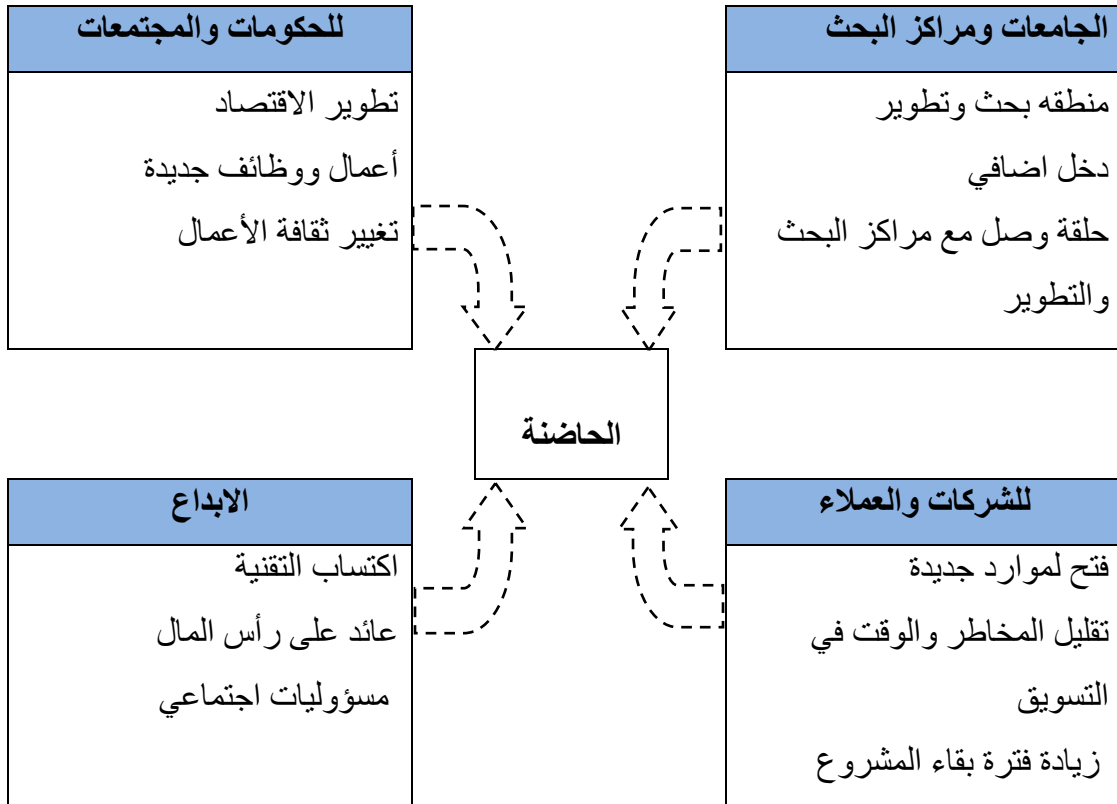 الجامعات ومراكز البحث
منطقه بحث وتطوير
دخل اضافي
حلقة وصل مع مراكز البحث
والتطوير
للحكومات والمجتمعات
تطوير الاقتصاد
أعمال ووظائف جديدة
تغيير ثقافة الأعمال
الحاضنة
للشركات والعملاء
فتح لموارد جديدة
تقليل المخاطر والوقت في
التسويق
زيادة فترة بقاء المشروع
الابداع
اكتساب التقنية
عائد على رأس المال
مسؤوليات اجتماعي